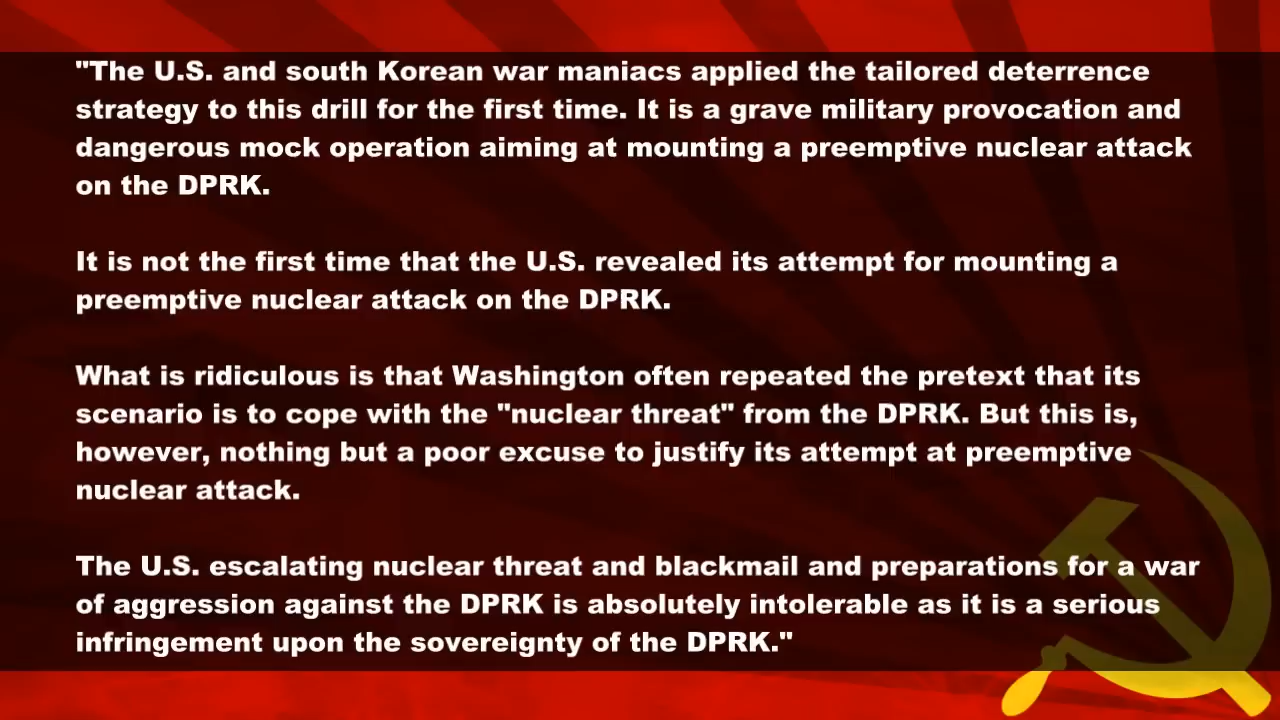 "The U.S. and south Korean war maniacs applied the tailored deterrence
strategy to this drill for the first time. It is a grave military provocation and
dangerous mock operation aiming at mounting a preemptive nuclear attack
on the DPRK.
It is not the first time that the U.S. revealed its attempt for mounting a
preemptive nuclear attack on the DPRK.
What is ridiculous is that Washington often repeated the pretext that its
scenario is to cope with the "nuclear threat" from the DPRK. But this is,
however, nothing but a poor excuse to justify its attempt at preemptive
nuclear attack.
The U.S. escalating nuclear threat and blackmail and preparations for a war
of aggression against the DPRK is absolutely intolerable as it is a serious
infringement upon the sovereignty of the DPRK."